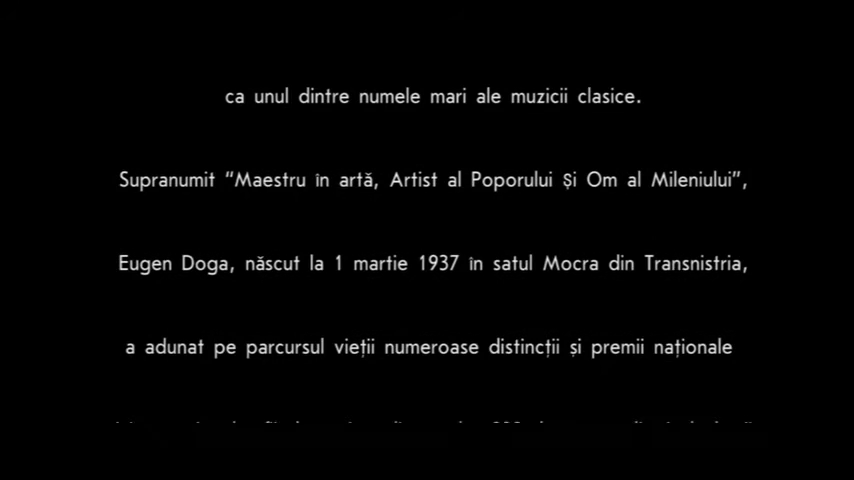 ca unul dintre numele mari ale muzicii clasice.
Supranumit “Maestru în artă, Artist al Poporului Și Om al Mileniului”,
Eugen Doga, născut la 1 martie 1937 în satul Mocra din Transnistria,
a adunat pe parcursul vieții numeroase distincții și premii naționale